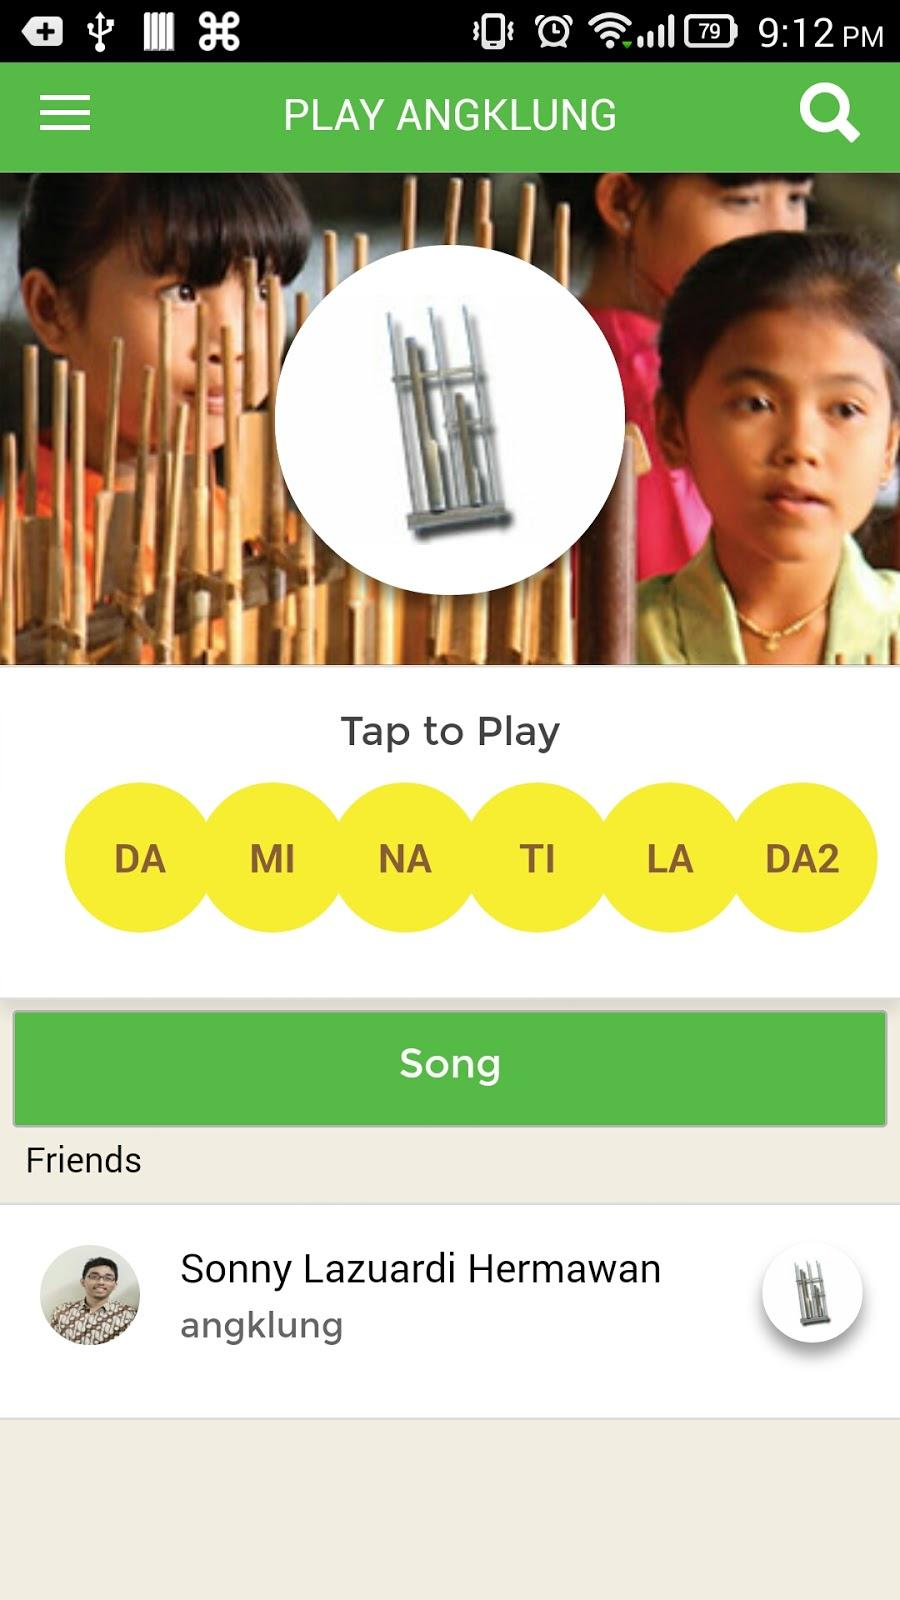 79 9:12 PM
PLAY ANGKLUNG
Tap to Play
DA MI NA TI LA DA2
Song
Friends
Sonny Lazuardi Hermawan
angklung